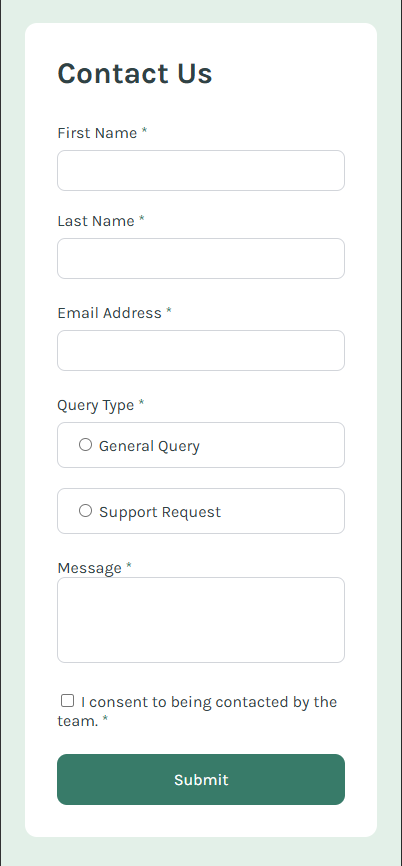 Contact Us
First Name *
Last Name *
Email Address *
Query Type *
General Query
Support Request
Message *
I consent to being contacted by the
team. *
Submit